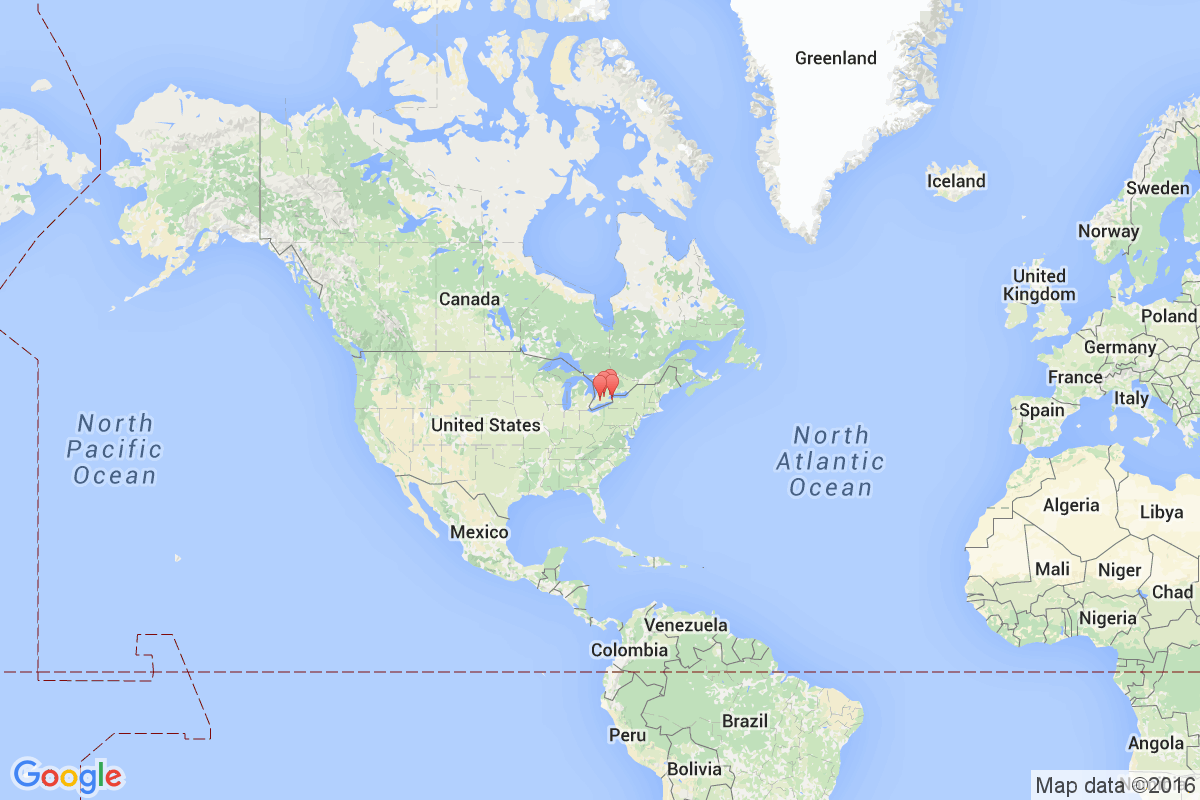 Greenland
Iceland
Sweden
Norway
United
Kingdom
Canada
Poland
Germany
France
Italy
Spain
United States
North
Pacific
Ocean
North
Atlantic
Ocean
Algeria
Libya
Mexico
Mali
Niger
Chad
Nigeria
Venezuela
Colombia
Brazil
Peru
Angola
Bolivia
Google
Map data ©2016